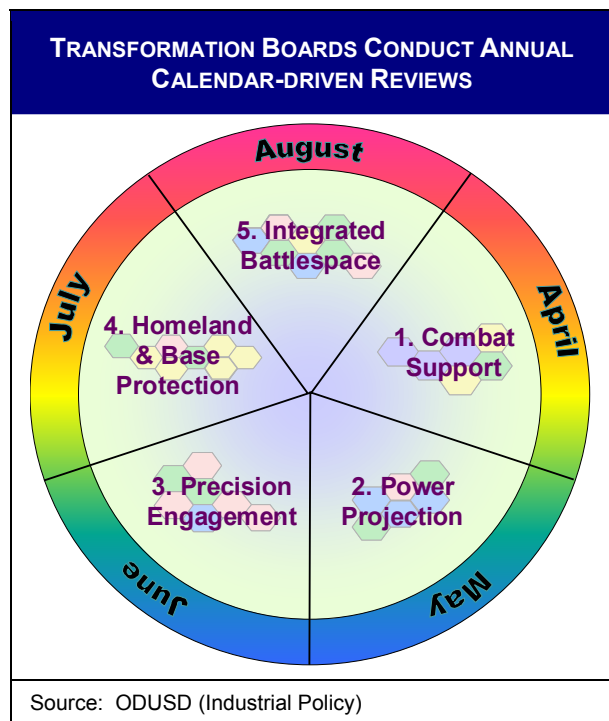 TRANSFORMATION BOARDS CONDUCT ANNUAL
CALENDAR-DRIVEN REVIEWS
August
5. Integrated
Battlespace
July
April
4. Homeland
& Base
Protection
1. Combat
Support
3. Precision
Engagement
2. Power
Projection
June
May
Source: ODUSD (Industrial Policy)